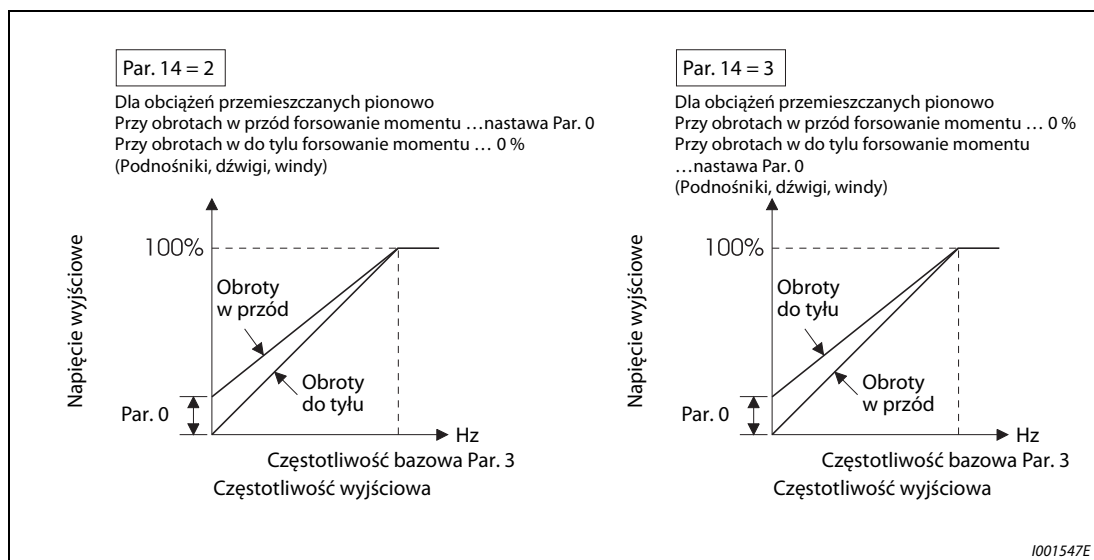 Par. 14 = 2
Dla obciążeń przemieszczanych pionowo
Przy obrotach w przód forsowanie momentu …nastawa Par. 0
Przy obrotach w do tylu forsowanie momentu … 0 %
(Podnośniki, dźwigi, windy)
Napięcie wyjściowe
100%
Obroty
w przód
Obroty
do tyłu
Par. 0
Hz
Częstotliwość bazowa Par. 3
Częstotliwość wyjściowa
Par. 14 = 3
Dla obciążeń przemieszczanych pionowo
Przy obrotach w przód forsowanie momentu … 0 %
Przy obrotach w do tylu forsowanie momentu
…nastawa Par. 0
(Podnośniki, dźwigi, windy)
Napięcie wyjściowe
100%
Obroty
do tyłu
Obroty
w przód
Par. 0
Hz
Częstotliwość bazowa Par. 3
Częstotliwość wyjściowa
I001547E